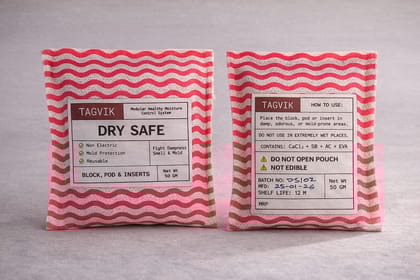 TAGVIK
Modular Healthy Moisture
Control System
DRY SAFE
Non Electric
Mold Protection
Reusable
Fight Dampness
Smell & Mold
BLOCK, POD & INSERTS
Net Wt
50 GM
TAGVIK
HOW TO USE:
Place the block, pod or insert in
damp, odorous, or mold-prone areas.
DO NOT USE IN EXTREMELY WET PLACES.
CONTAINS: CaCl₂ + SB + AC + EVA
DO NOT OPEN POUCH
NOT EDIBLE
BATCH NO: DS102
MFD: 25-01-26
SHELF LIFE: 12 M
Net Wt
50 GM
MRP